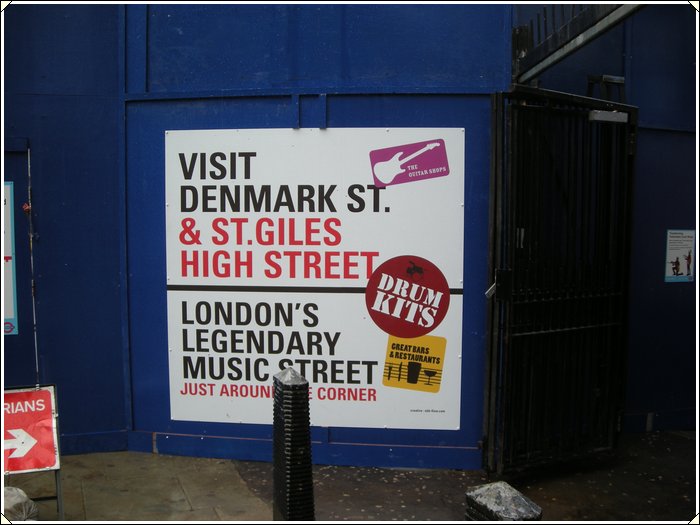 VISIT
DENMARK ST.
& ST.GILES
HIGH STREET
THE
GUITAR SHOPS
DRUM
KITS
LONDON'S
LEGENDARY
MUSIC STREET
JUST AROUN E CORNER
GREAT BARS
& RESTAURANTS
RIANS